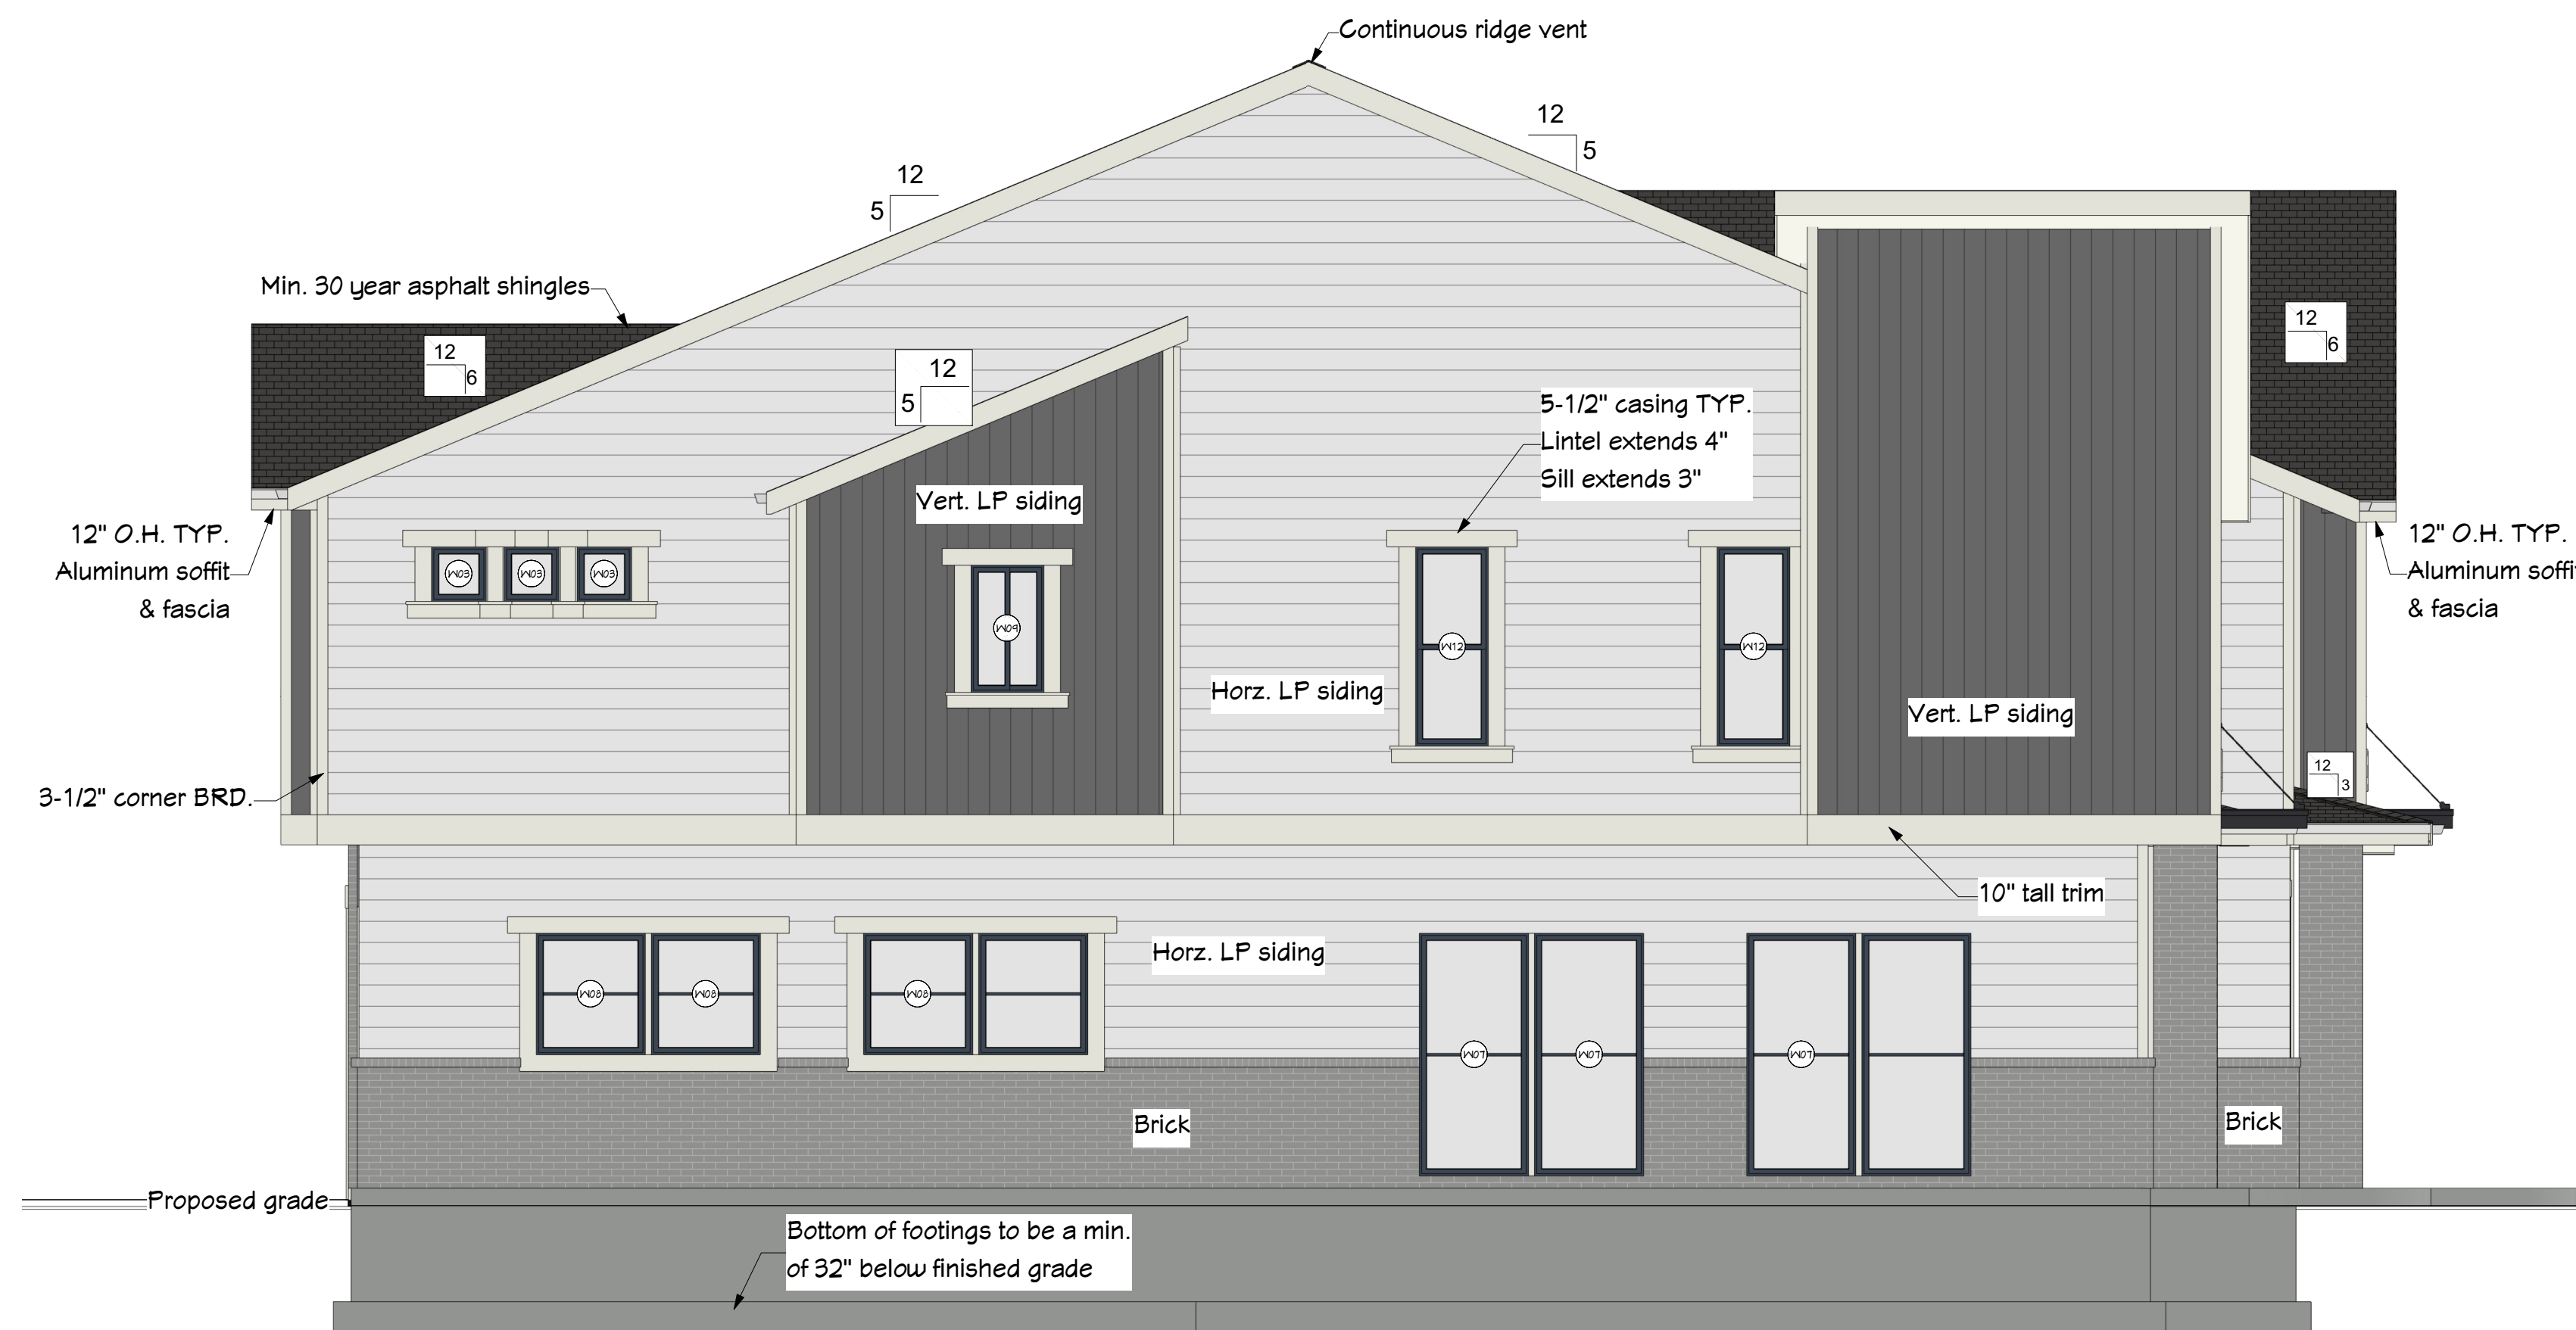 Continuous ridge vent
12
5
12
5
Min. 30 year asphalt shingles
12
6
12
6
12
5
5-1/2" casing TYP.
Lintel extends 4"
Sill extends 3"
Vert. LP siding
12" O.H. TYP.
Aluminum soffit
& fascia
12" O.H. TYP.
Aluminum soffit
& fascia
W03
W03
W03
W09
W12
W12
Horz. LP siding
Vert. LP siding
12
3
3-1/2" corner BRD.
10" tall trim
Horz. LP siding
W08
W08
W08
W07
W07
W07
Brick
Brick
Proposed grade
Bottom of footings to be a min.
of 32" below finished grade